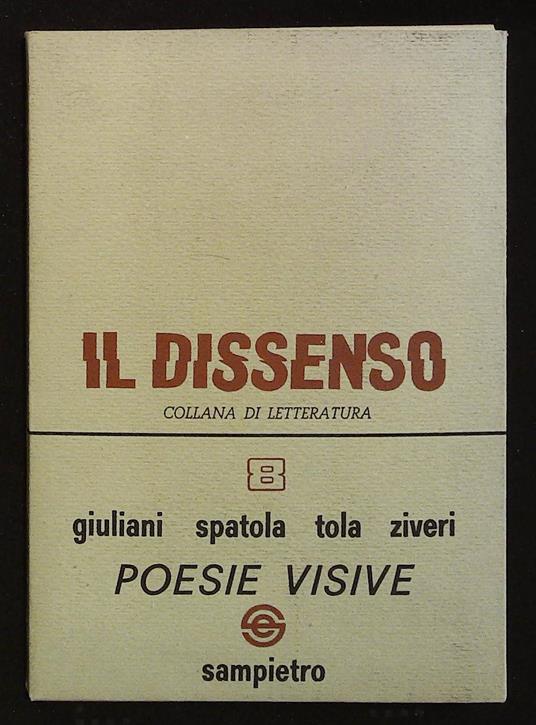 IL DISSENSO
COLLANA DI LETTERATURA
8
giuliani spatola tola ziveri
POESIE VISIVE
sampietro